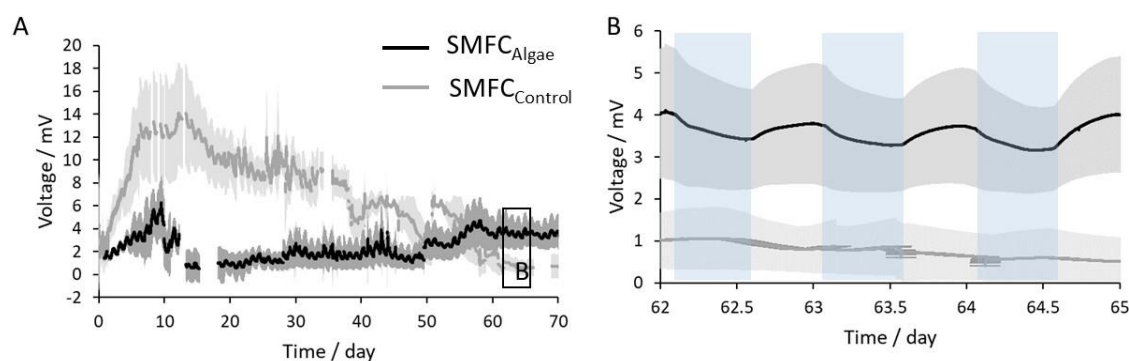 A
SMFCAlgae
SMFCControl
Voltage / mV
20
18
16
14
12
10
8
6
4
2
0
-2
B
0 10 20 30 40 50 60 70
Time / day
B
Voltage / mV
6
5
4
3
2
1
0
62 62.5 63 63.5 64 64.5 65
Time / day